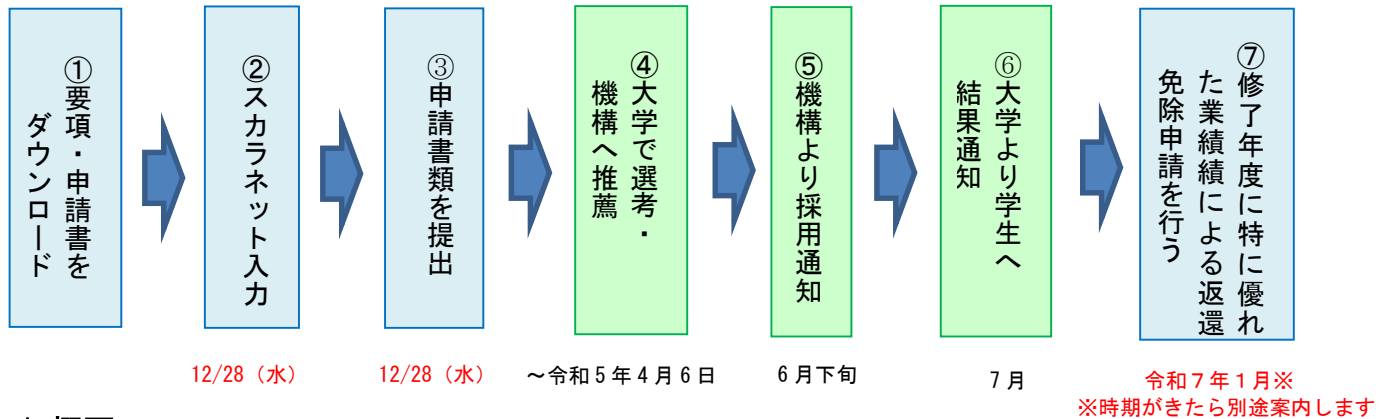 ①要項・申請書を
ダウンロード
②スカラネット入力
③申請書類を提出
④大学で選考・
機構へ推薦
⑤機構より採用通知
⑥大学より学生へ
結果通知
⑦修了年度に特に優れ
た業績績による返還
免除申請を行う
12/28（水）
12/28（水）
～令和5年4月6日
6月下旬
7月
令和7年1月※
※時期がきたら別途案内します